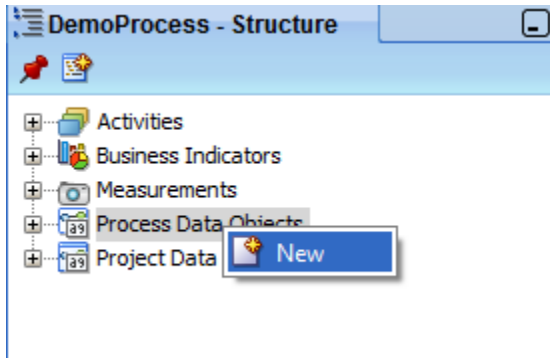 DemoProcess - Structure
Activities
Business Indicators
Measurements
Process Data Objects
Project Data
New